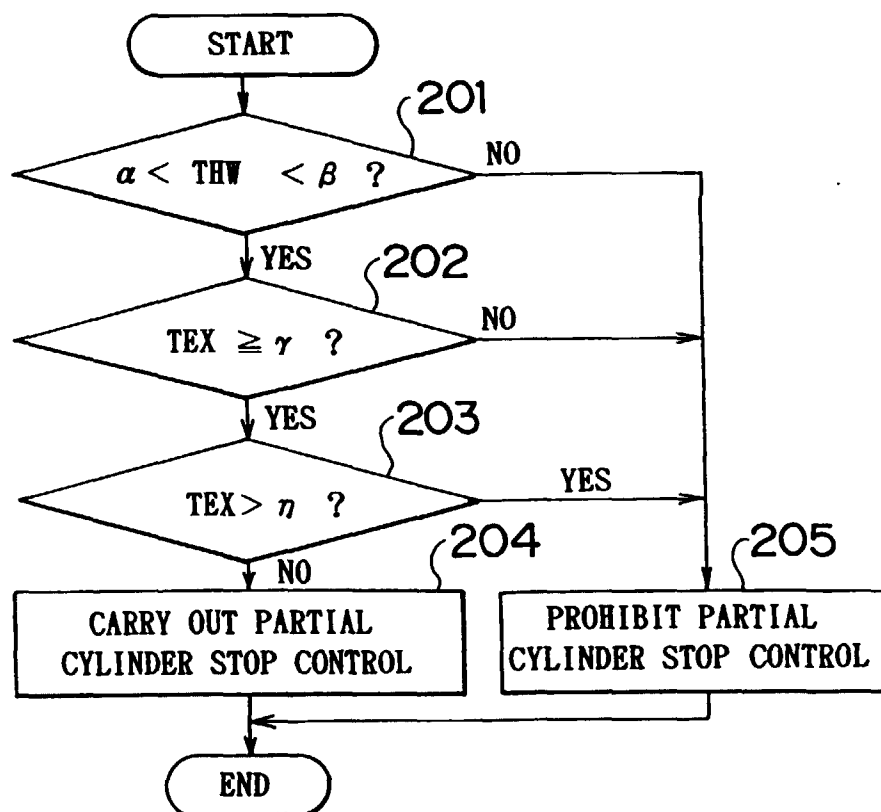 START
201
α < THW < β ?
NO
YES
202
TEX ≧ γ ?
NO
YES
203
TEX > η ?
YES
NO
204
CARRY OUT PARTIAL
CYLINDER STOP CONTROL
205
PROHIBIT PARTIAL
CYLINDER STOP CONTROL
END